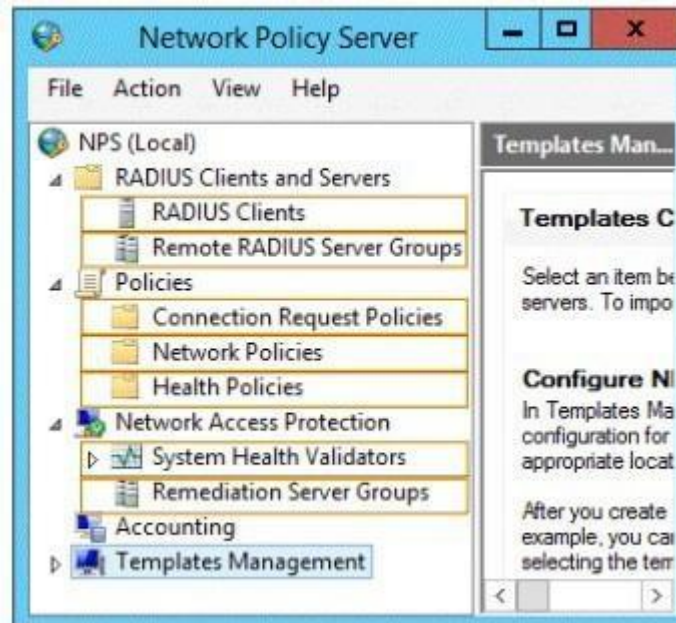 Network Policy Server
File Action View Help
NPS (Local)
RADIUS Clients and Servers
RADIUS Clients
Remote RADIUS Server Groups
Policies
Connection Request Policies
Network Policies
Health Policies
Network Access Protection
System Health Validators
Remediation Server Groups
Accounting
Templates Management
Templates Man...
Templates C
Select an item be
servers. To impo
Configure N
In Templates Ma
configuration for
appropriate locat
After you create
example, you car
selecting the tem